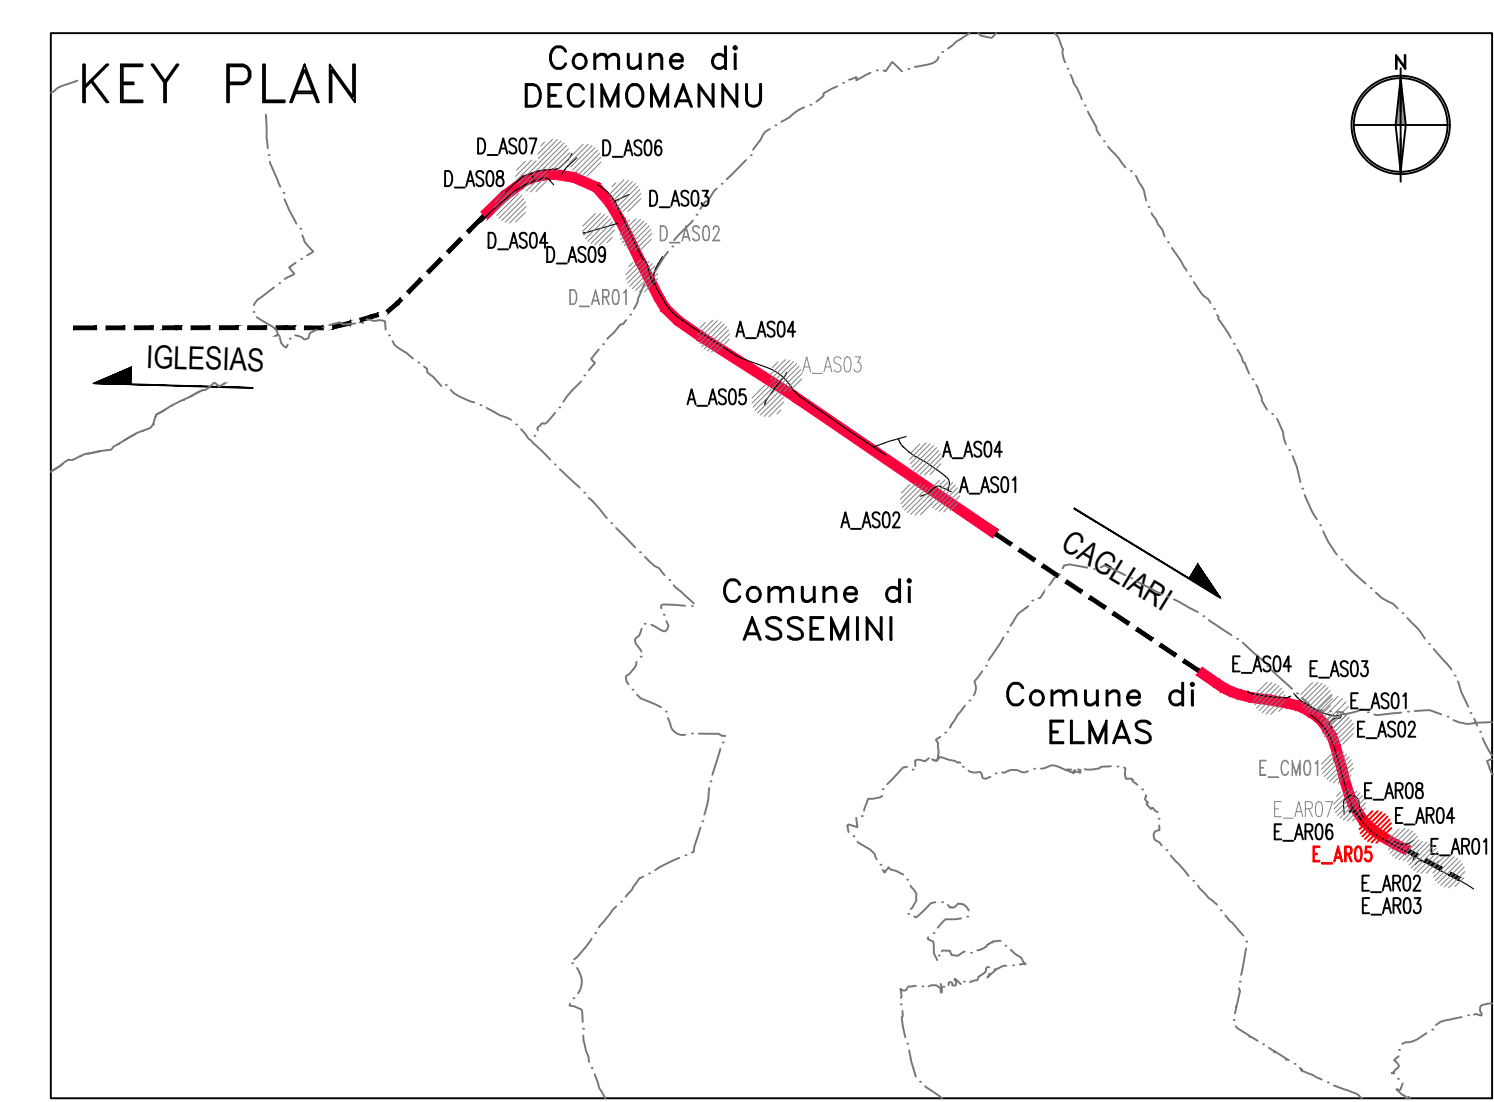 KEY PLAN
Comune di
DECIMOMANNU
N
D_AS07
D_AS06
D_AS08
D_AS03
D_AS04
D_AS02
D_AS09
D_AR01
IGLESIAS
A_AS04
A_AS03
A_AS05
A_AS04
A_AS01
A_AS02
CAGLIARI
Comune di
ASSEMINI
E_AS04
E_AS03
Comune di
ELMAS
E_AS01
E_AS02
E_CM01
E_AR08
E_AR07
E_AR04
E_AR06
E_AR05
E_AR01
E_AR02
E_AR03